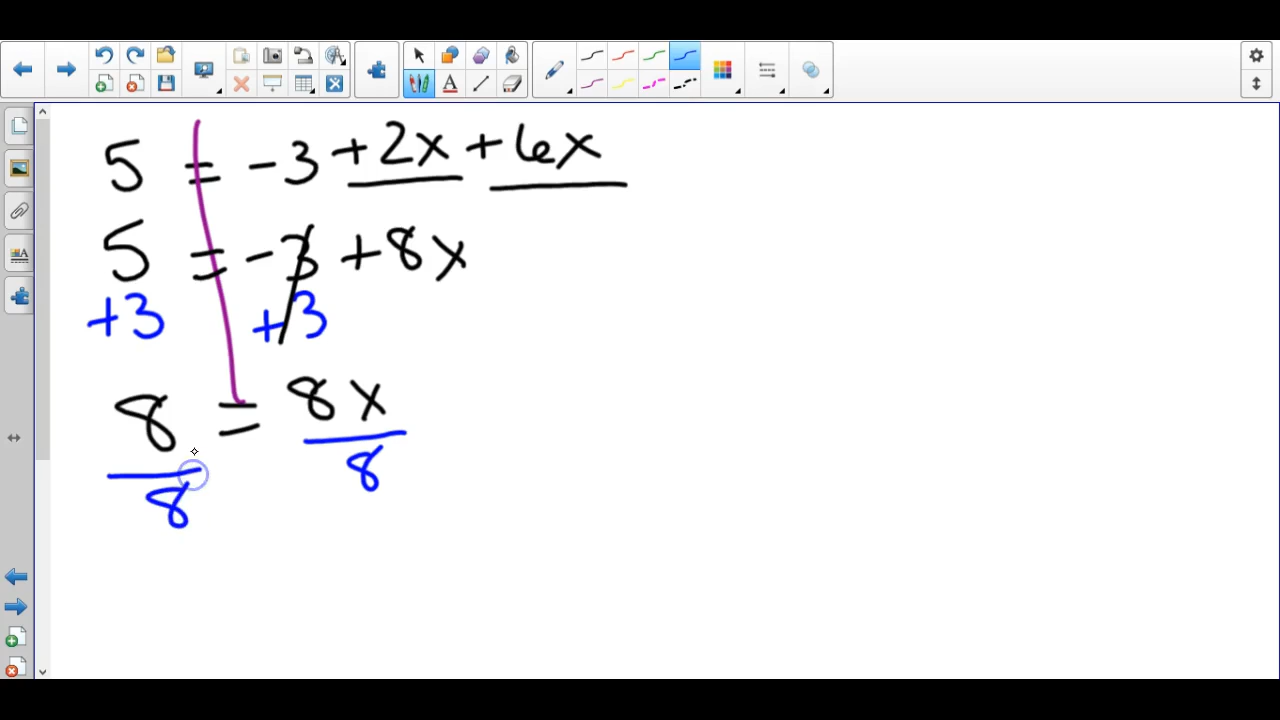 5 = -3 +2x +6x
5 = -3 +8x
+3 +3
8 = 8x
8 8